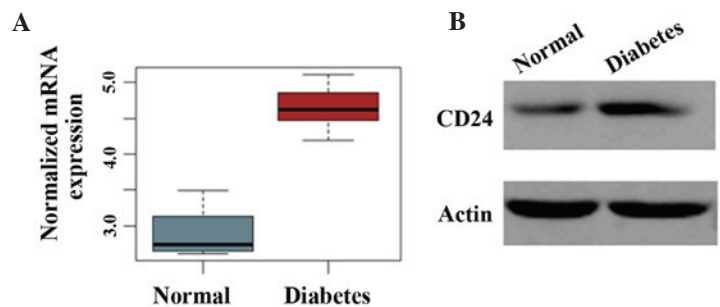 A
Normalized mRNA
expression
5.0
4.0
3.0
Normal
Diabetes
B
Normal
Diabetes
CD24
Actin